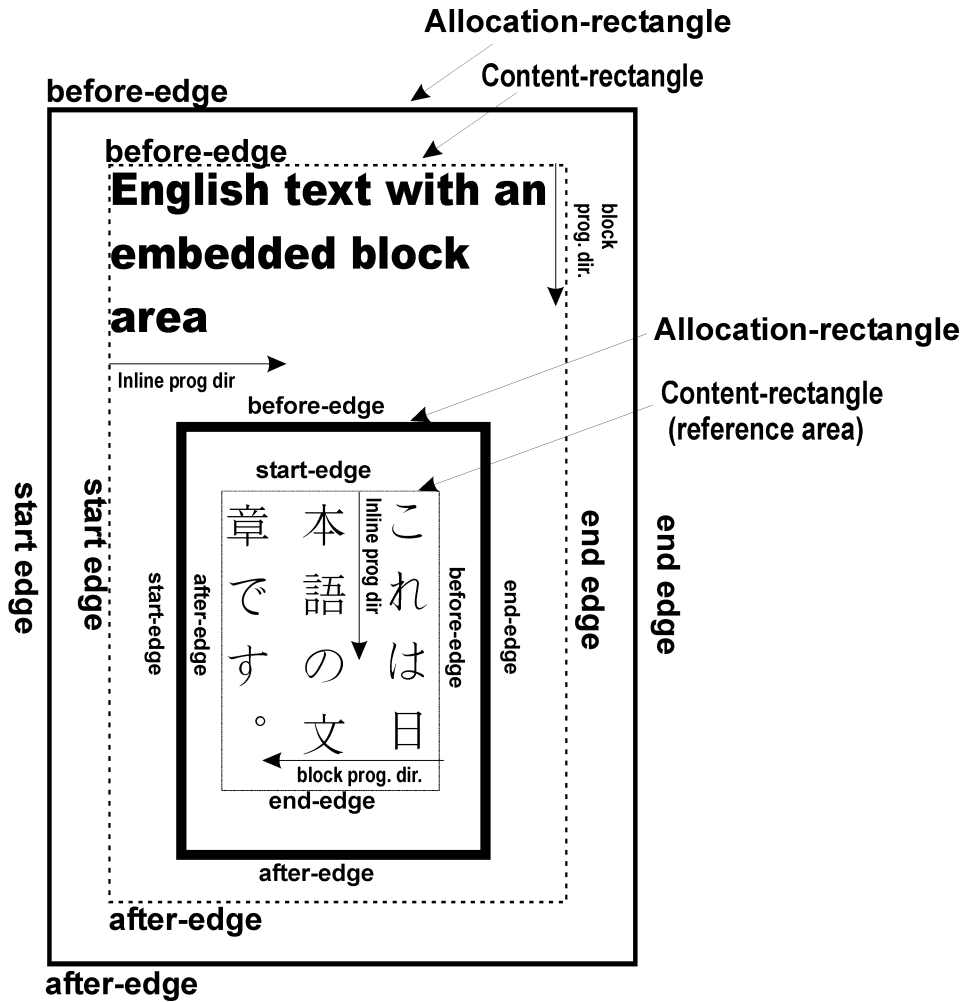 Allocation-rectangle
Content-rectangle
before-edge
before-edge
English text with an
embedded block
area
block
prog. dir.
Inline prog dir
Allocation-rectangle
Content-rectangle
(reference area)
before-edge
start-edge
start edge
start edge
start-edge
after-edge
これは日
本語の文
章です。
Inline prog dir
before-edge
end-edge
end edge
end edge
block prog. dir.
end-edge
after-edge
after-edge
after-edge